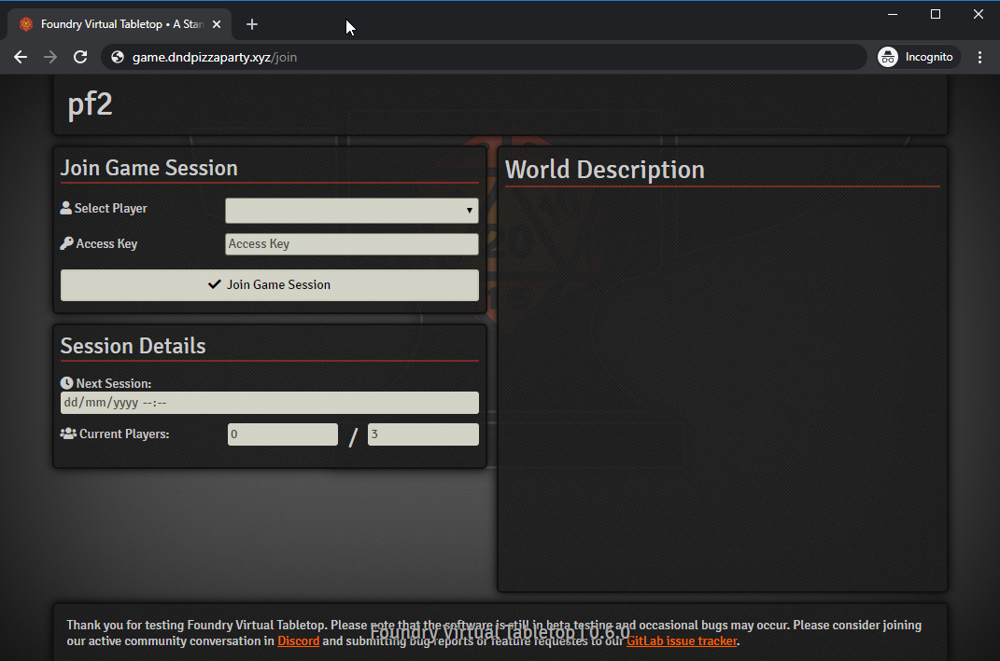 Foundry Virtual Tabletop • A Stan
game.dndpizzaparty.xyz/join
Incognito
pf2
Join Game Session
Select Player
Access Key
Access Key
Join Game Session
Session Details
Next Session:
dd/mm/yyyy --:--
Current Players:
0 / 3
World Description
Thank you for testing Foundry Virtual Tabletop. Please note that the software is still in beta testing and occasional bugs may occur. Please consider joining
our active community conversation in Discord and submitting bug reports or feature requestes to our GitLab issue tracker.
Foundry Virtual Tabletop | 0.6.0
20